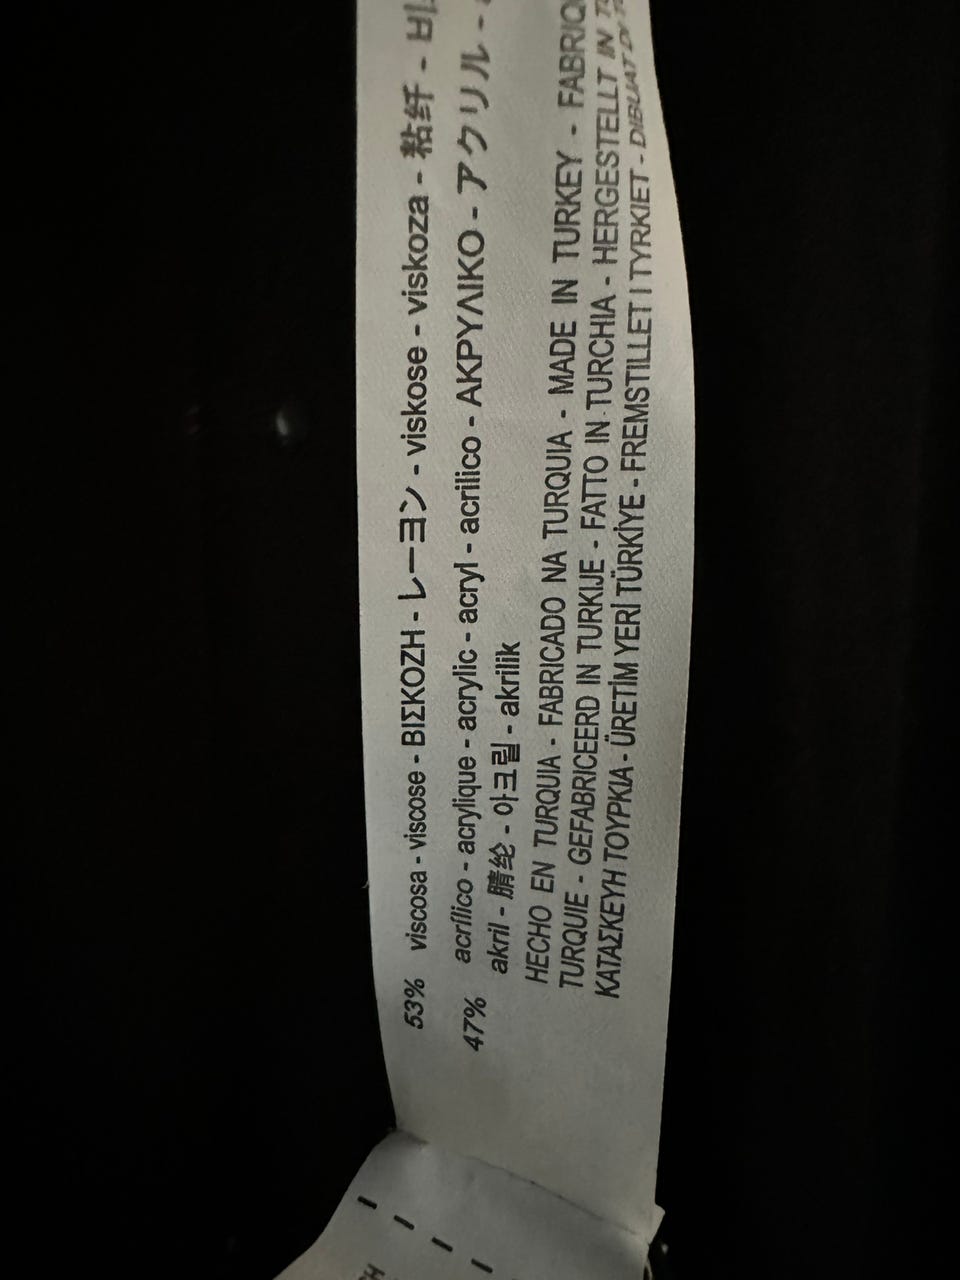 53% viscosa - viscose - ΒΙΣΚΟΖΗ - レーヨン - viskose - viskoza - 粘纤 -
47% acrílico - acrylique - acrylic - acryl - acrilico - ΑΚΡΥΛΙΚΟ - アクリル -
akril - 腈纶 - 아크릴 - akrilik
HECHO EN TURQUIA - FABRICADO NA TURQUIA - MADE IN TURKEY -
TURQUIE - GEFABRICEERD IN TURKIJE - FATTO IN TURCHIA - HERGESTELLT IN
ΚΑΤΑΣΚΕΥΗ ΤΟΥΡΚΙΑ - ÜRETİM YERİ TÜRKİYE - FREMSTILLET I TYRKIET - DIBUAT DI